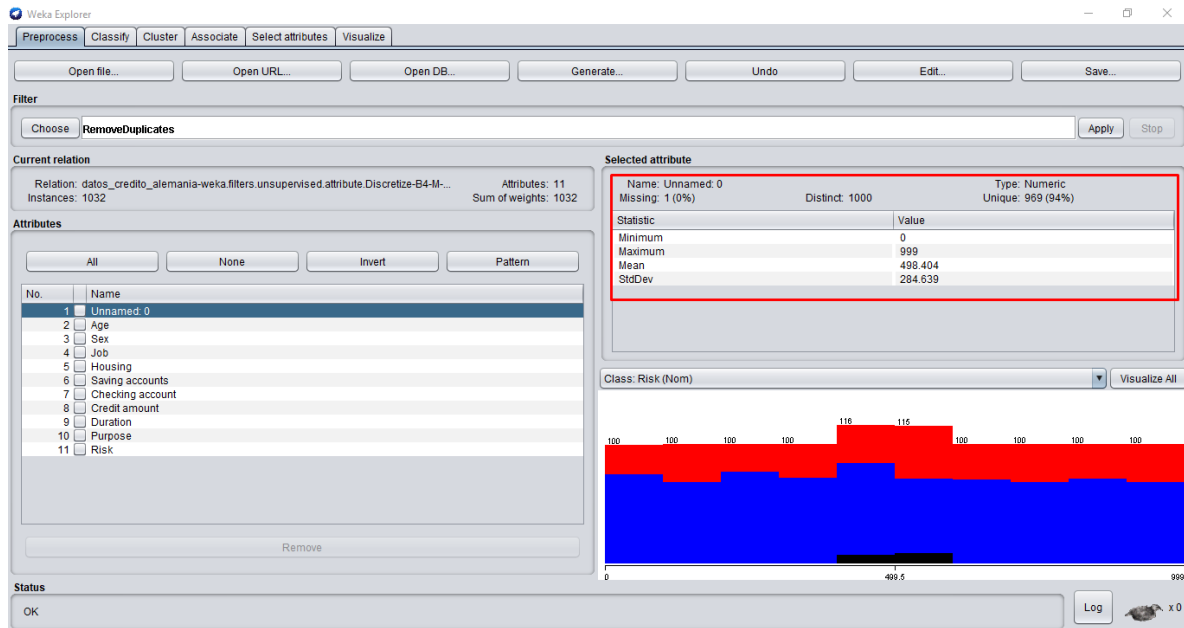 Weka Explorer
Preprocess Classify Cluster Associate Select attributes Visualize
Open file... Open URL... Open DB... Generate... Undo Edit... Save...
Filter
Choose RemoveDuplicates Apply Stop
Current relation
Relation: datos_credito_alemania-weka.filters.unsupervised.attribute.Discretize-B4-M-... Attributes: 11
Instances: 1032 Sum of weights: 1032
Attributes
All None Invert Pattern
No. Name
1 Unnamed: 0
2 Age
3 Sex
4 Job
5 Housing
6 Saving accounts
7 Checking account
8 Credit amount
9 Duration
10 Purpose
11 Risk
Remove
Selected attribute
Name: Unnamed: 0 Type: Numeric
Missing: 1 (0%) Distinct: 1000 Unique: 969 (94%)
Statistic Value
Minimum 0
Maximum 999
Mean 498.404
StdDev 284.639
Class: Risk (Nom) Visualize All
100 100 100 100 116 115 100 100 100 100
0 499.5 999
Status
OK Log x 0